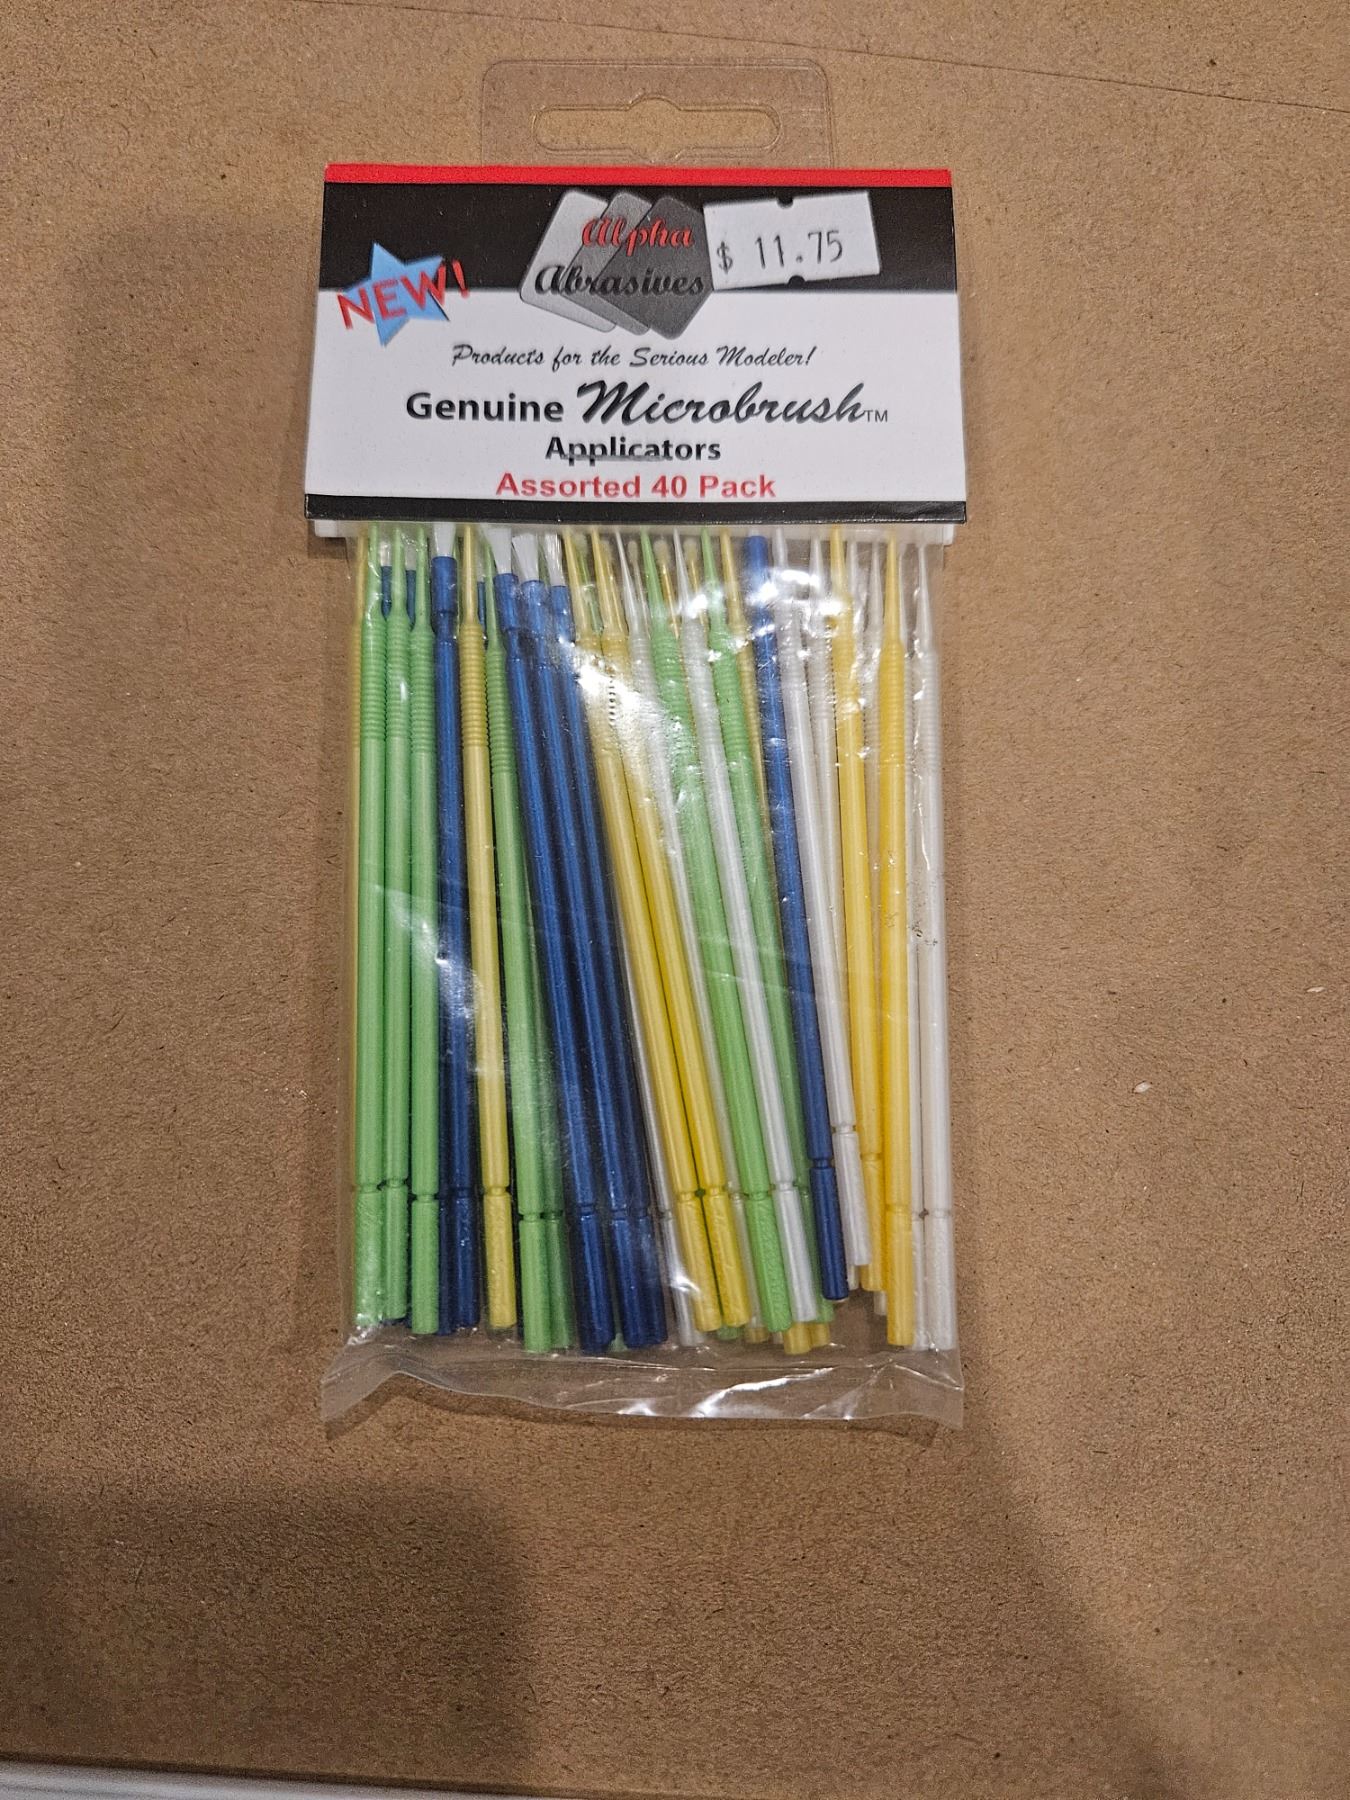 Alpha
$ 11.75
Abrasives
NEW!
Products for the Serious Modeler!
Genuine Microbrush™
Applicators
Assorted 40 Pack